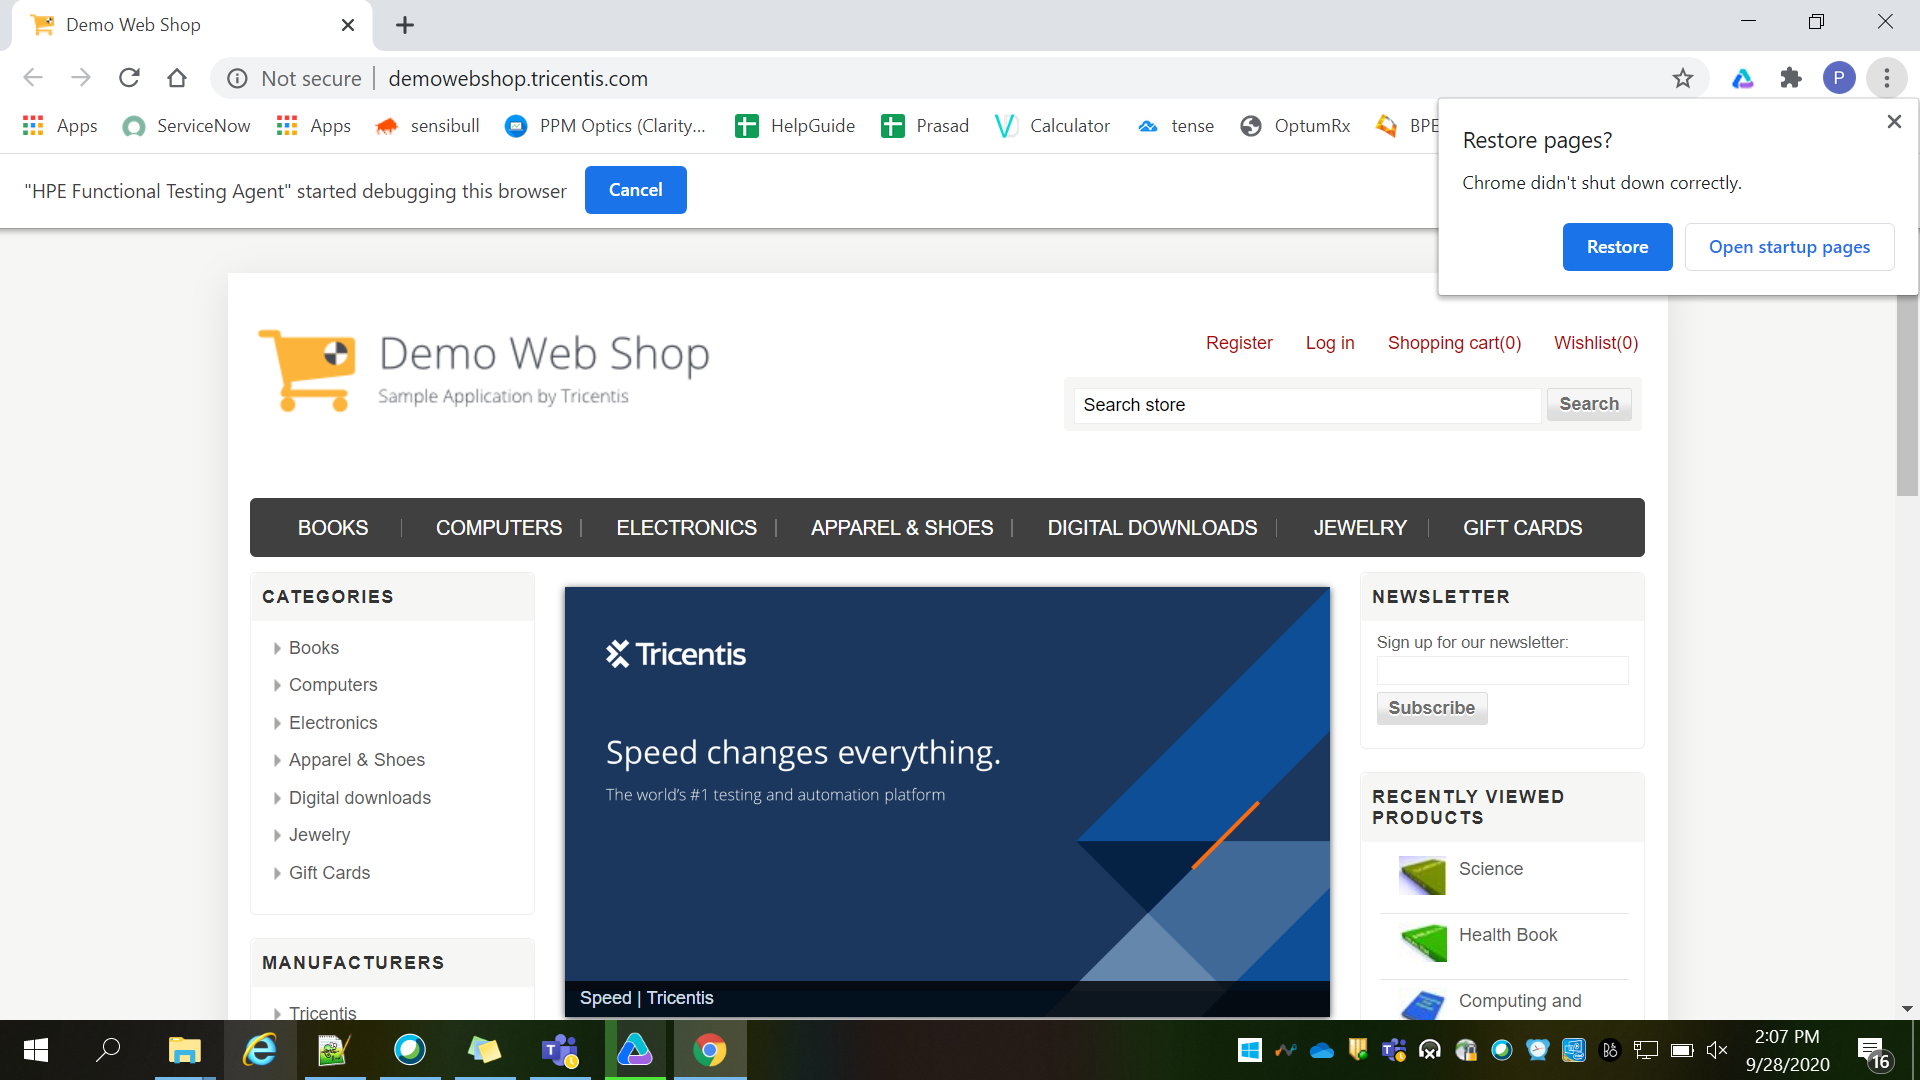 Demo Web Shop
Not secure
demowebshop.tricentis.com
P
Apps
ServiceNow
Apps
sensibull
PPM Optics (Clarity...
HelpGuide
Prasad
Calculator
tense
OptumRx
BPE
"HPE Functional Testing Agent" started debugging this browser
Cancel
Restore pages?
Chrome didn't shut down correctly.
Restore
Open startup pages
Demo Web Shop
Sample Application by Tricentis
Register
Log in
Shopping cart(0)
Wishlist(0)
Search store
Search
BOOKS
COMPUTERS
ELECTRONICS
APPAREL & SHOES
DIGITAL DOWNLOADS
JEWELRY
GIFT CARDS
CATEGORIES
Books
Computers
Electronics
Apparel & Shoes
Digital downloads
Jewelry
Gift Cards
MANUFACTURERS
Tricentis
Tricentis
Speed changes everything.
The world's #1 testing and automation platform
Speed | Tricentis
NEWSLETTER
Sign up for our newsletter:
Subscribe
RECENTLY VIEWED
PRODUCTS
Science
Health Book
Computing and
2:07 PM
9/28/2020
16